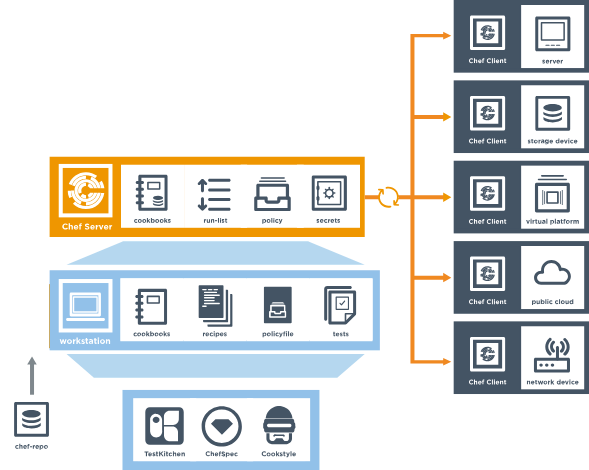 Chef Client
server
Chef Client
storage device
Chef Server
cookbooks
run-list
policy
secrets
Chef Client
virtual platform
workstation
cookbooks
recipes
policyfile
tests
Chef Client
public cloud
Chef Client
network device
chef-repo
TestKitchen
ChefSpec
Cookstyle